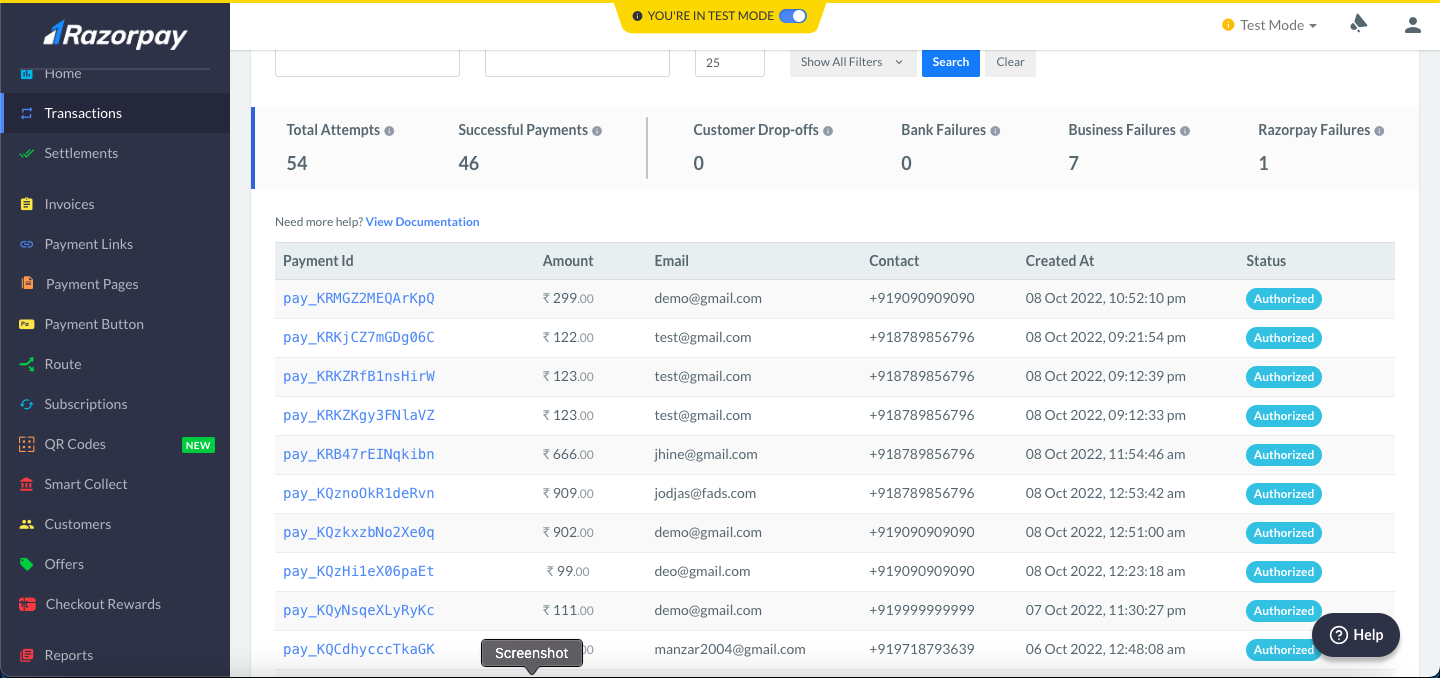 YOU'RE IN TEST MODE
Test Mode
Razorpay
Home
Transactions
Settlements
Invoices
Payment Links
Payment Pages
Payment Button
Route
Subscriptions
QR Codes NEW
Smart Collect
Customers
Offers
Checkout Rewards
Reports
25 Show All Filters Search Clear
Total Attempts Successful Payments Customer Drop-offs Bank Failures Business Failures Razorpay Failures
54 46 0 0 7 1
Need more help? View Documentation
Payment Id Amount Email Contact Created At Status
pay_KRMGZ2MEQArKpQ ₹ 299.00 demo@gmail.com +919090909090 08 Oct 2022, 10:52:10 pm Authorized
pay_KRKjCZ7mGDg06C ₹ 122.00 test@gmail.com +918789856796 08 Oct 2022, 09:21:54 pm Authorized
pay_KRKZRfB1nsHirW ₹ 123.00 test@gmail.com +918789856796 08 Oct 2022, 09:12:39 pm Authorized
pay_KRKZKgy3FNlaVZ ₹ 123.00 test@gmail.com +918789856796 08 Oct 2022, 09:12:33 pm Authorized
pay_KRB47rEINqkibn ₹ 666.00 jhine@gmail.com +918789856796 08 Oct 2022, 11:54:46 am Authorized
pay_KQznoOkR1deRvn ₹ 909.00 jodjas@fads.com +918789856796 08 Oct 2022, 12:53:42 am Authorized
pay_KQzkxzbNo2Xe0q ₹ 902.00 demo@gmail.com +919090909090 08 Oct 2022, 12:51:00 am Authorized
pay_KQzHi1eX06paEt ₹ 99.00 deo@gmail.com +919090909090 08 Oct 2022, 12:23:18 am Authorized
pay_KQyNsqeXLyRyKc ₹ 111.00 demo@gmail.com +919999999999 07 Oct 2022, 11:30:27 pm Authorized
pay_KQCdhycccTkaGK manzar2004@gmail.com +919718793639 06 Oct 2022, 12:48:08 am Authorized
Screenshot
Help